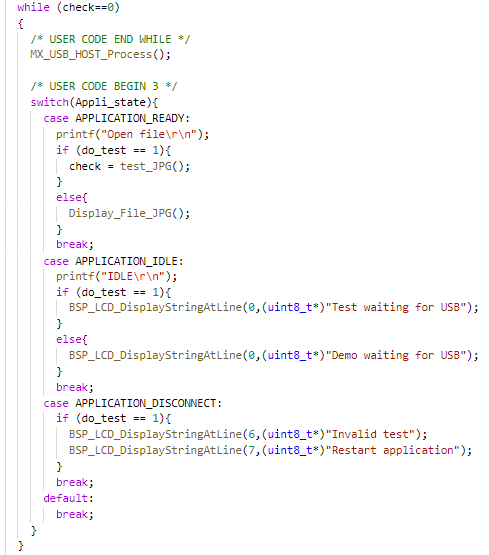 while (check==0)
{
/* USER CODE END WHILE */
MX_USB_HOST_Process();
/* USER CODE BEGIN 3 */
switch(Appli_state){
case APPLICATION_READY:
printf("Open file\r\n");
if (do_test == 1){
check = test_JPG();
}
else{
Display_File_JPG();
}
break;
case APPLICATION_IDLE:
printf("IDLE\r\n");
if (do_test == 1){
BSP_LCD_DisplayStringAtLine(0,(uint8_t*)"Test waiting for USB");
}
else{
BSP_LCD_DisplayStringAtLine(0,(uint8_t*)"Demo waiting for USB");
}
break;
case APPLICATION_DISCONNECT:
if (do_test == 1){
BSP_LCD_DisplayStringAtLine(6,(uint8_t*)"Invalid test");
BSP_LCD_DisplayStringAtLine(7,(uint8_t*)"Restart application");
}
break;
default:
break;
}
}